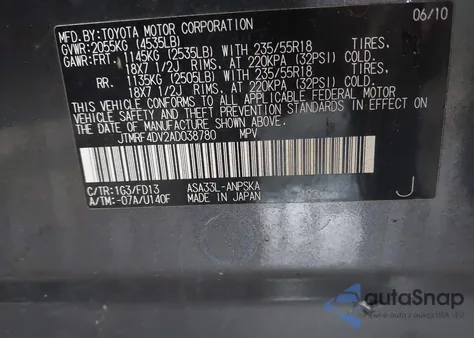 MFD.BY:TOYOTA MOTOR CORPORATION 06/10
GVWR:2055KG (4535LB)
GAWR:FRT. 1145KG (2535LB) WITH 235/55R18 TIRES,
18X7 1/2J RIMS, AT 220KPA (32PSI) COLD.
RR. 1135KG (2505LB) WITH 235/55R18 TIRES,
18X7 1/2J RIMS, AT 220KPA (32PSI) COLD.
THIS VEHICLE CONFORMS TO ALL APPLICABLE FEDERAL MOTOR
VEHICLE SAFETY AND THEFT PREVENTION STANDARDS IN EFFECT
ON THE DATE OF MANUFACTURE SHOWN ABOVE.
JTMRF4DV2AD038780 MPV
C/TR:1G3/FD13 ASA33L-ANPSKA
A/TM:-07A/U140F MADE IN JAPAN J
autoSnap